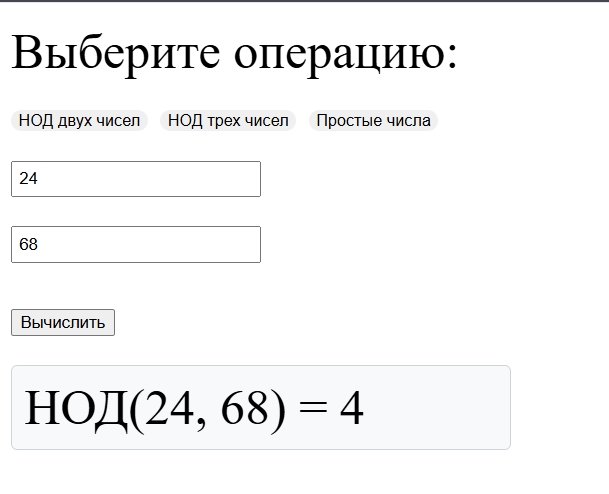 Выберите операцию:
НОД двух чисел НОД трех чисел Простые числа
24
68
Вычислить
НОД(24, 68) = 4